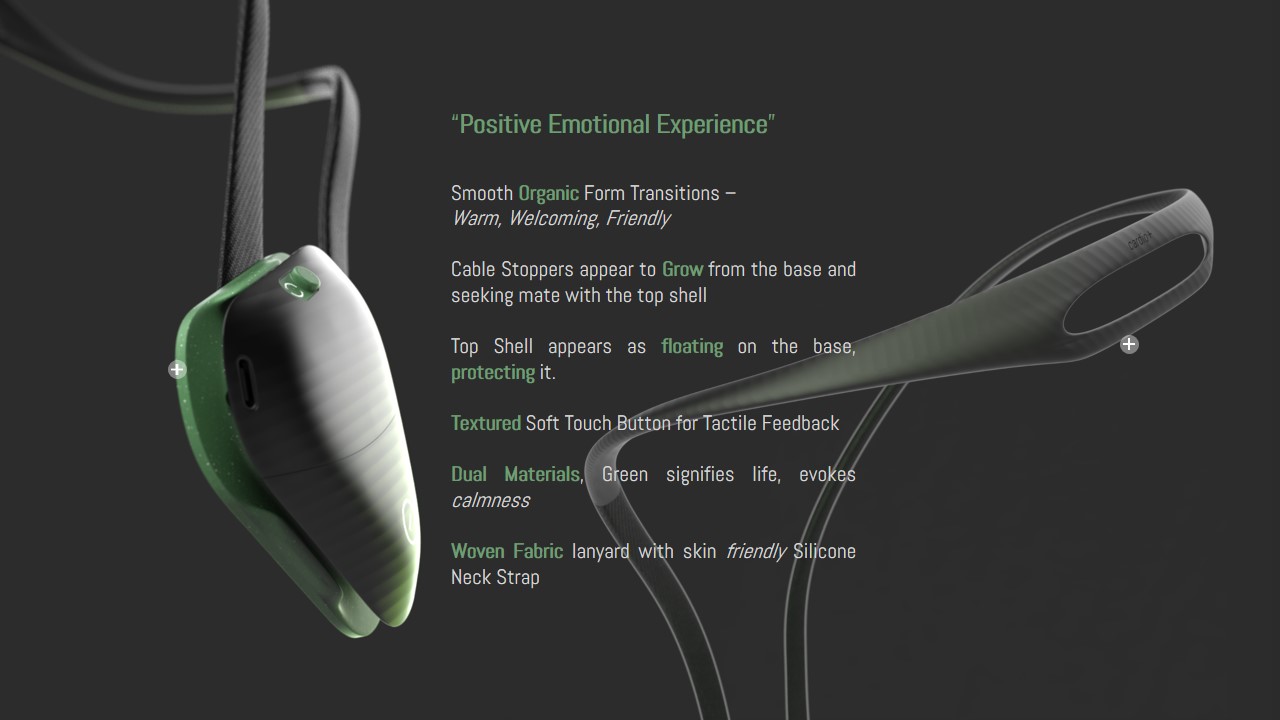 “Positive Emotional Experience”
Smooth Organic Form Transitions –
Warm, Welcoming, Friendly
Cable Stoppers appear to Grow from the base and
seeking mate with the top shell
Top Shell appears as floating on the base,
protecting it.
Textured Soft Touch Button for Tactile Feedback
Dual Materials, Green signifies life, evokes
calmness
Woven Fabric lanyard with skin friendly Silicone
Neck Strap